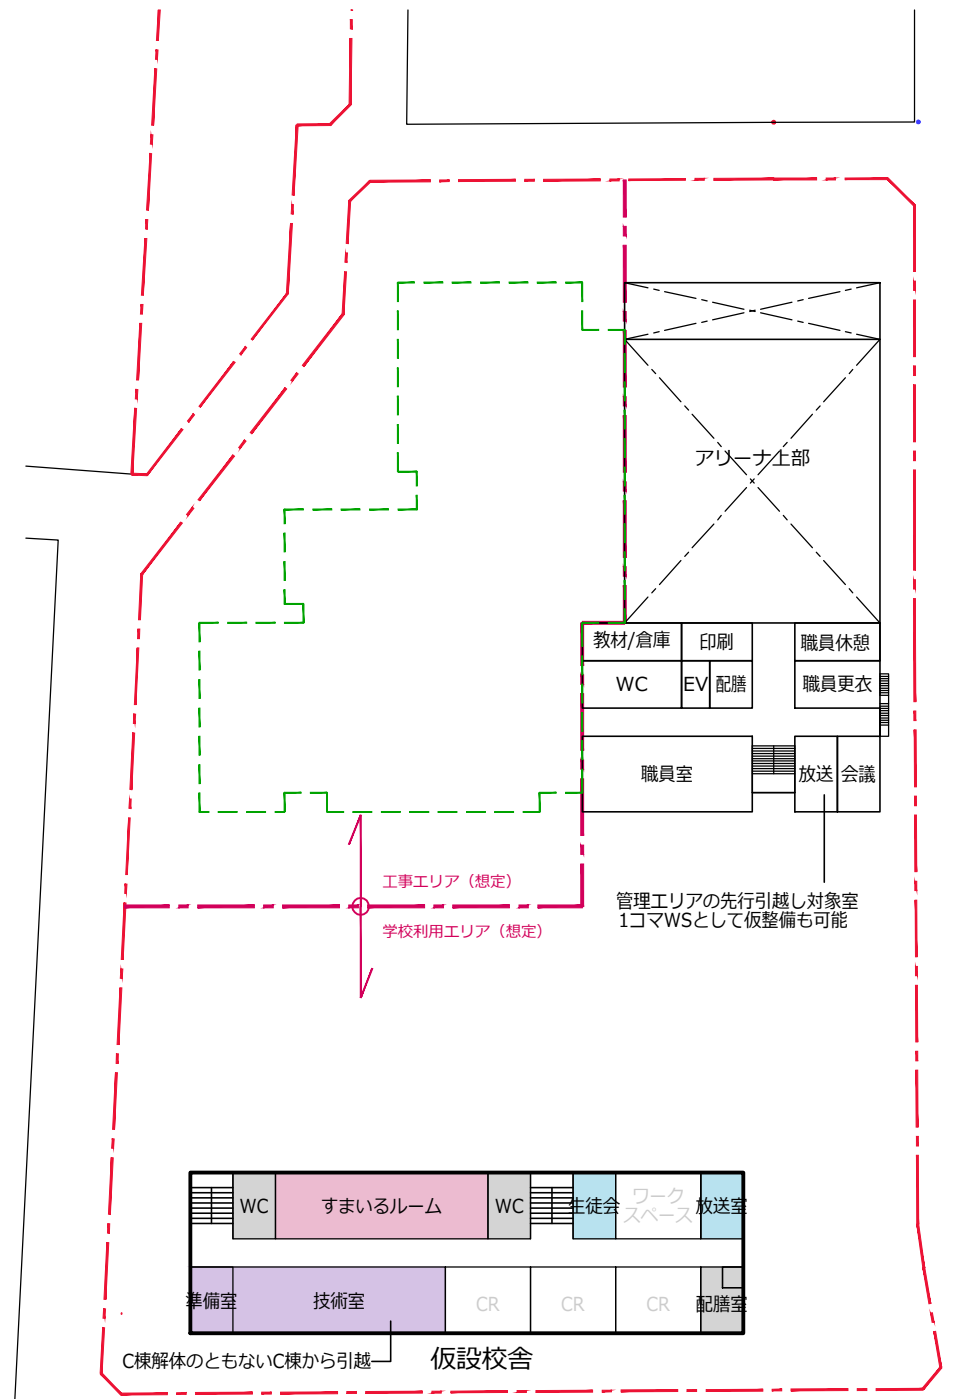 アリーナ上部
教材/倉庫
印刷
職員休憩
WC
EV
配膳
職員更衣
職員室
放送
会議
工事エリア（想定）
学校利用エリア（想定）
管理エリアの先行引越し対象室
1コマWSとして仮整備も可能
WC
すまいるルーム
WC
生徒会
ワーク
スペース
放送室
準備室
技術室
CR
CR
CR
配膳室
C棟解体のともないC棟から引越
仮設校舎